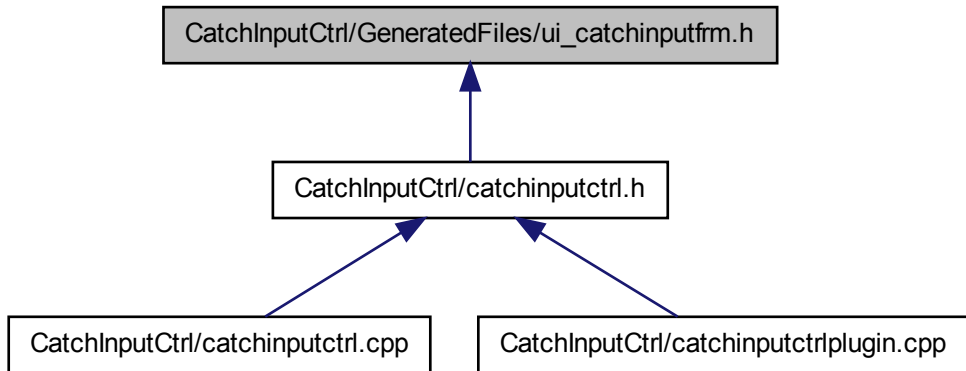 CatchInputCtrl/GeneratedFiles/ui_catchinputfrm.h
CatchInputCtrl/catchinputctrl.h
CatchInputCtrl/catchinputctrl.cpp
CatchInputCtrl/catchinputctrlplugin.cpp